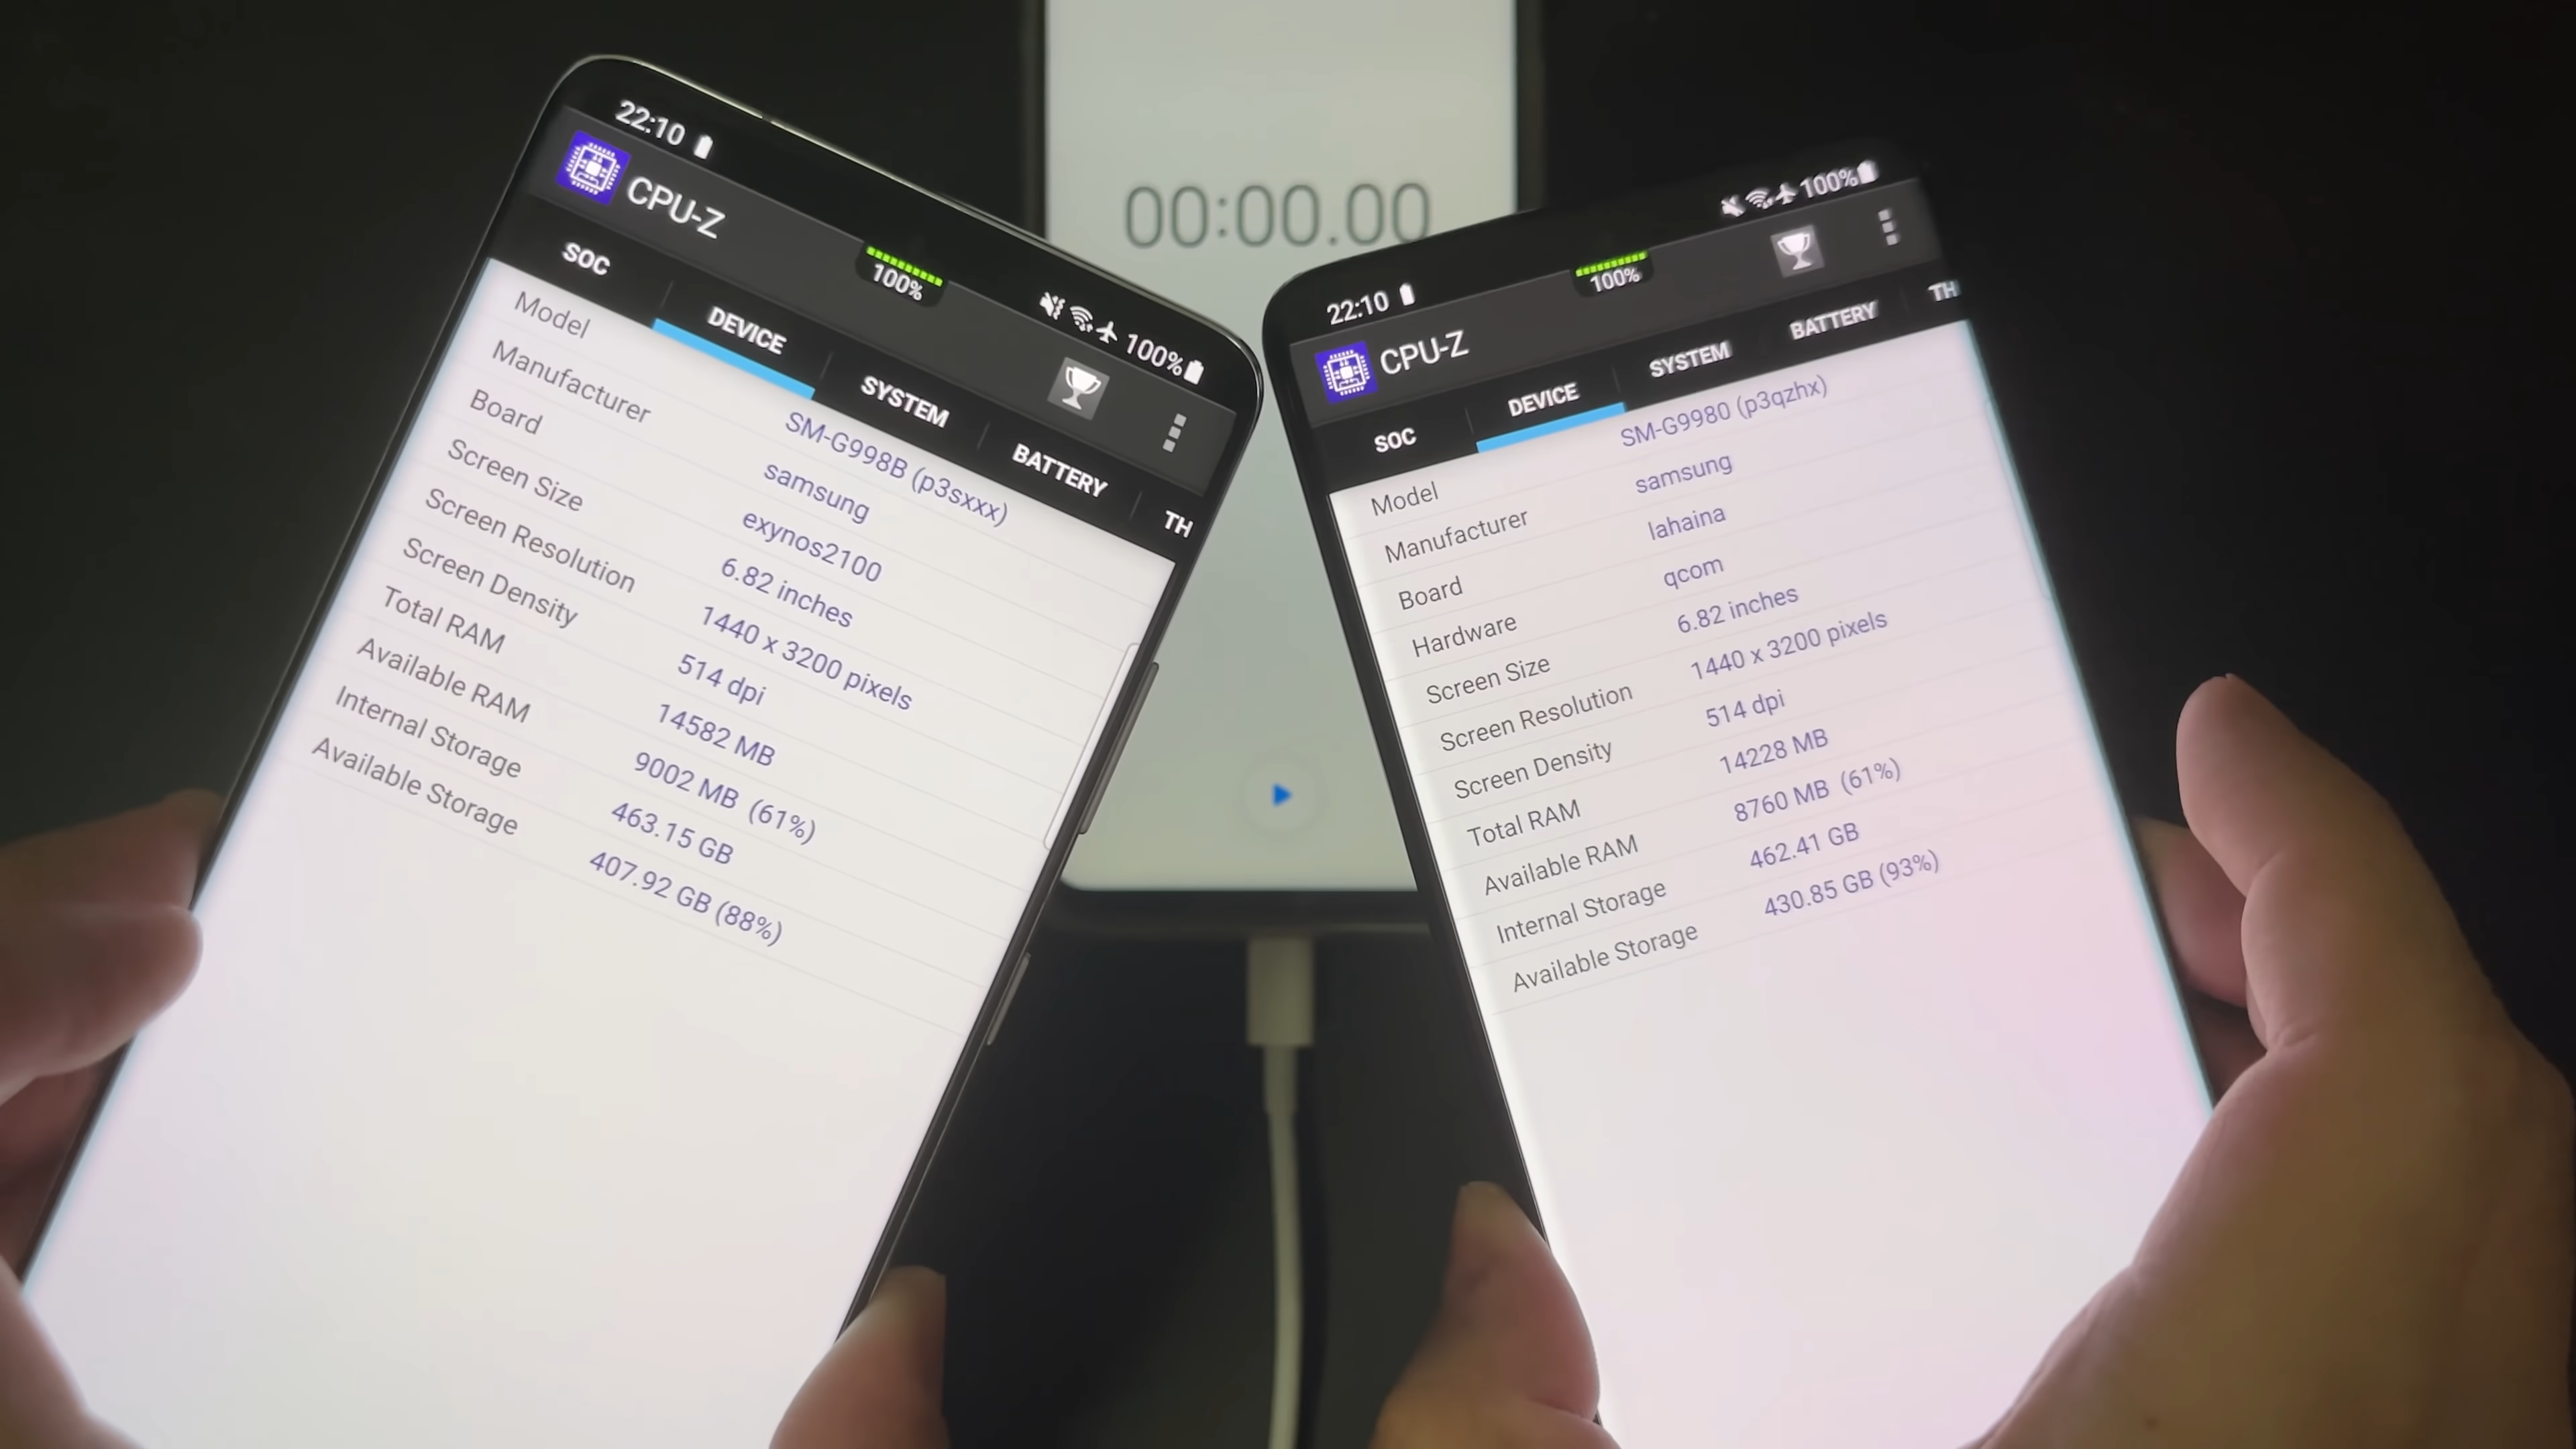 00:00.00
22:10
100%
100%
CPU-Z
SOC
DEVICE
SYSTEM
BATTERY
TH
Model SM-G998B (p3sxxx)
Manufacturer samsung
Board exynos2100
Screen Size 6.82 inches
Screen Resolution 1440 x 3200 pixels
Screen Density 514 dpi
Total RAM 14582 MB
Available RAM 9002 MB (61%)
Internal Storage 463.15 GB
Available Storage 407.92 GB (88%)
22:10
100%
100%
CPU-Z
SOC
DEVICE
SYSTEM
BATTERY
TH
Model SM-G9980 (p3qzhx)
Manufacturer samsung
Board lahaina
Hardware qcom
Screen Size 6.82 inches
Screen Resolution 1440 x 3200 pixels
Screen Density 514 dpi
Total RAM 14228 MB
Available RAM 8760 MB (61%)
Internal Storage 462.41 GB
Available Storage 430.85 GB (93%)